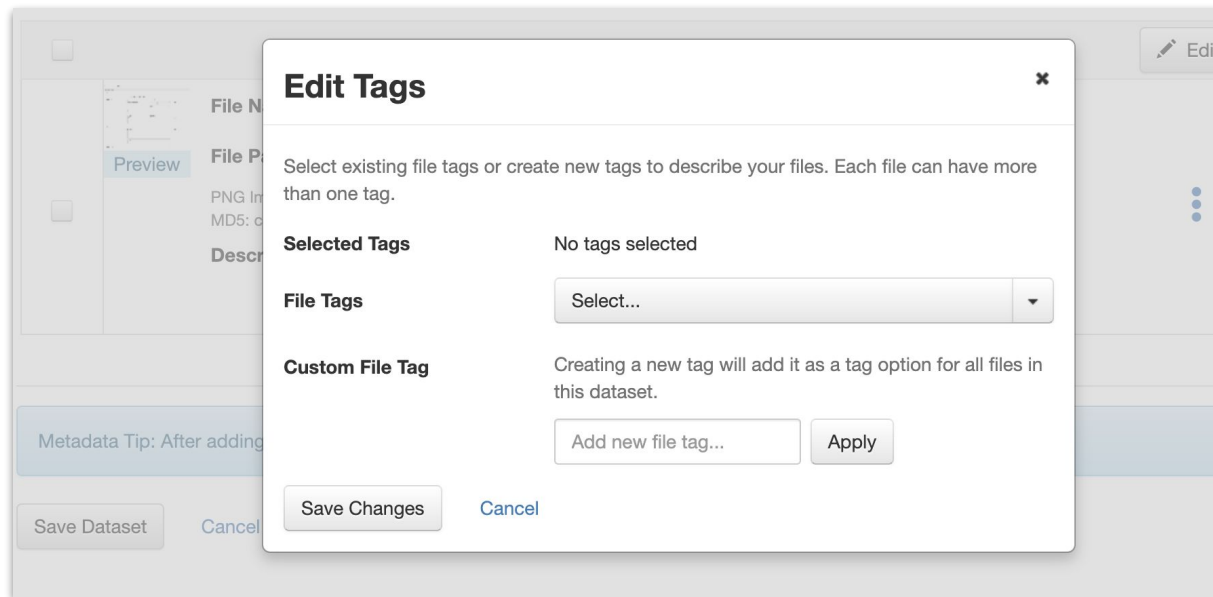 Edit Tags
Select existing file tags or create new tags to describe your files. Each file can have more
than one tag.
Selected Tags
No tags selected
File Tags
Select...
Custom File Tag
Creating a new tag will add it as a tag option for all files in
this dataset.
Add new file tag...
Apply
Save Changes
Cancel
Edi
File N
Preview
File Pa
PNG Im
MD5: c
Descr
Metadata Tip: After adding
Save Dataset
Cancel